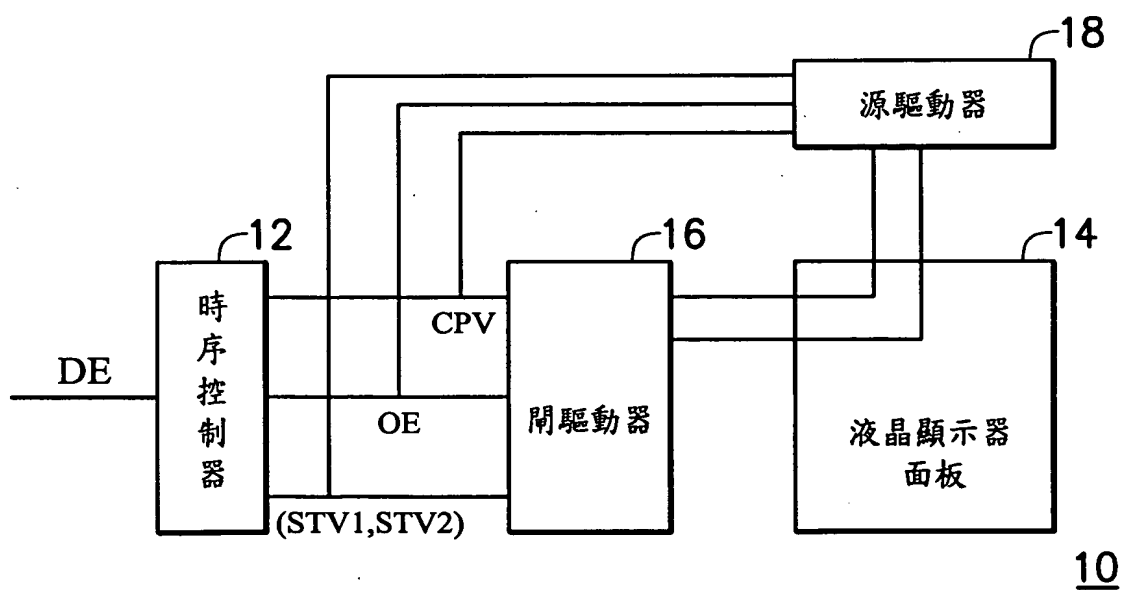 18
源驅動器
12
16
14
時序控制器
CPV
DE
OE
閘驅動器
液晶顯示器
面板
(STV1,STV2)
10